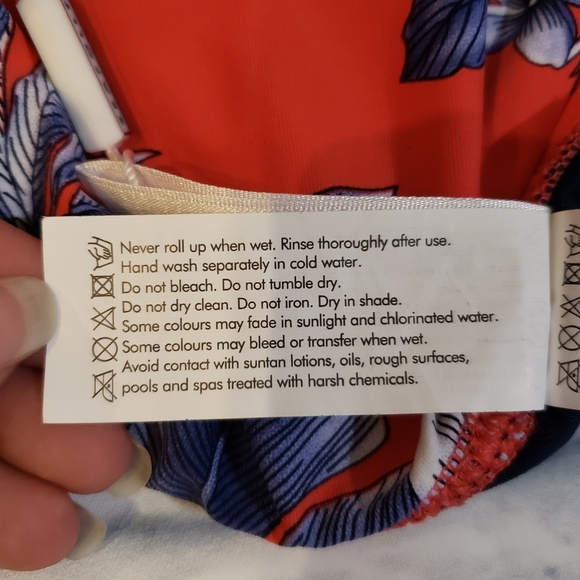 Never roll up when wet. Rinse thoroughly after use.
Hand wash separately in cold water.
Do not bleach. Do not tumble dry.
Do not dry clean. Do not iron. Dry in shade.
Some colours may fade in sunlight and chlorinated water.
Some colours may bleed or transfer when wet.
Avoid contact with suntan lotions, oils, rough surfaces,
pools and spas treated with harsh chemicals.